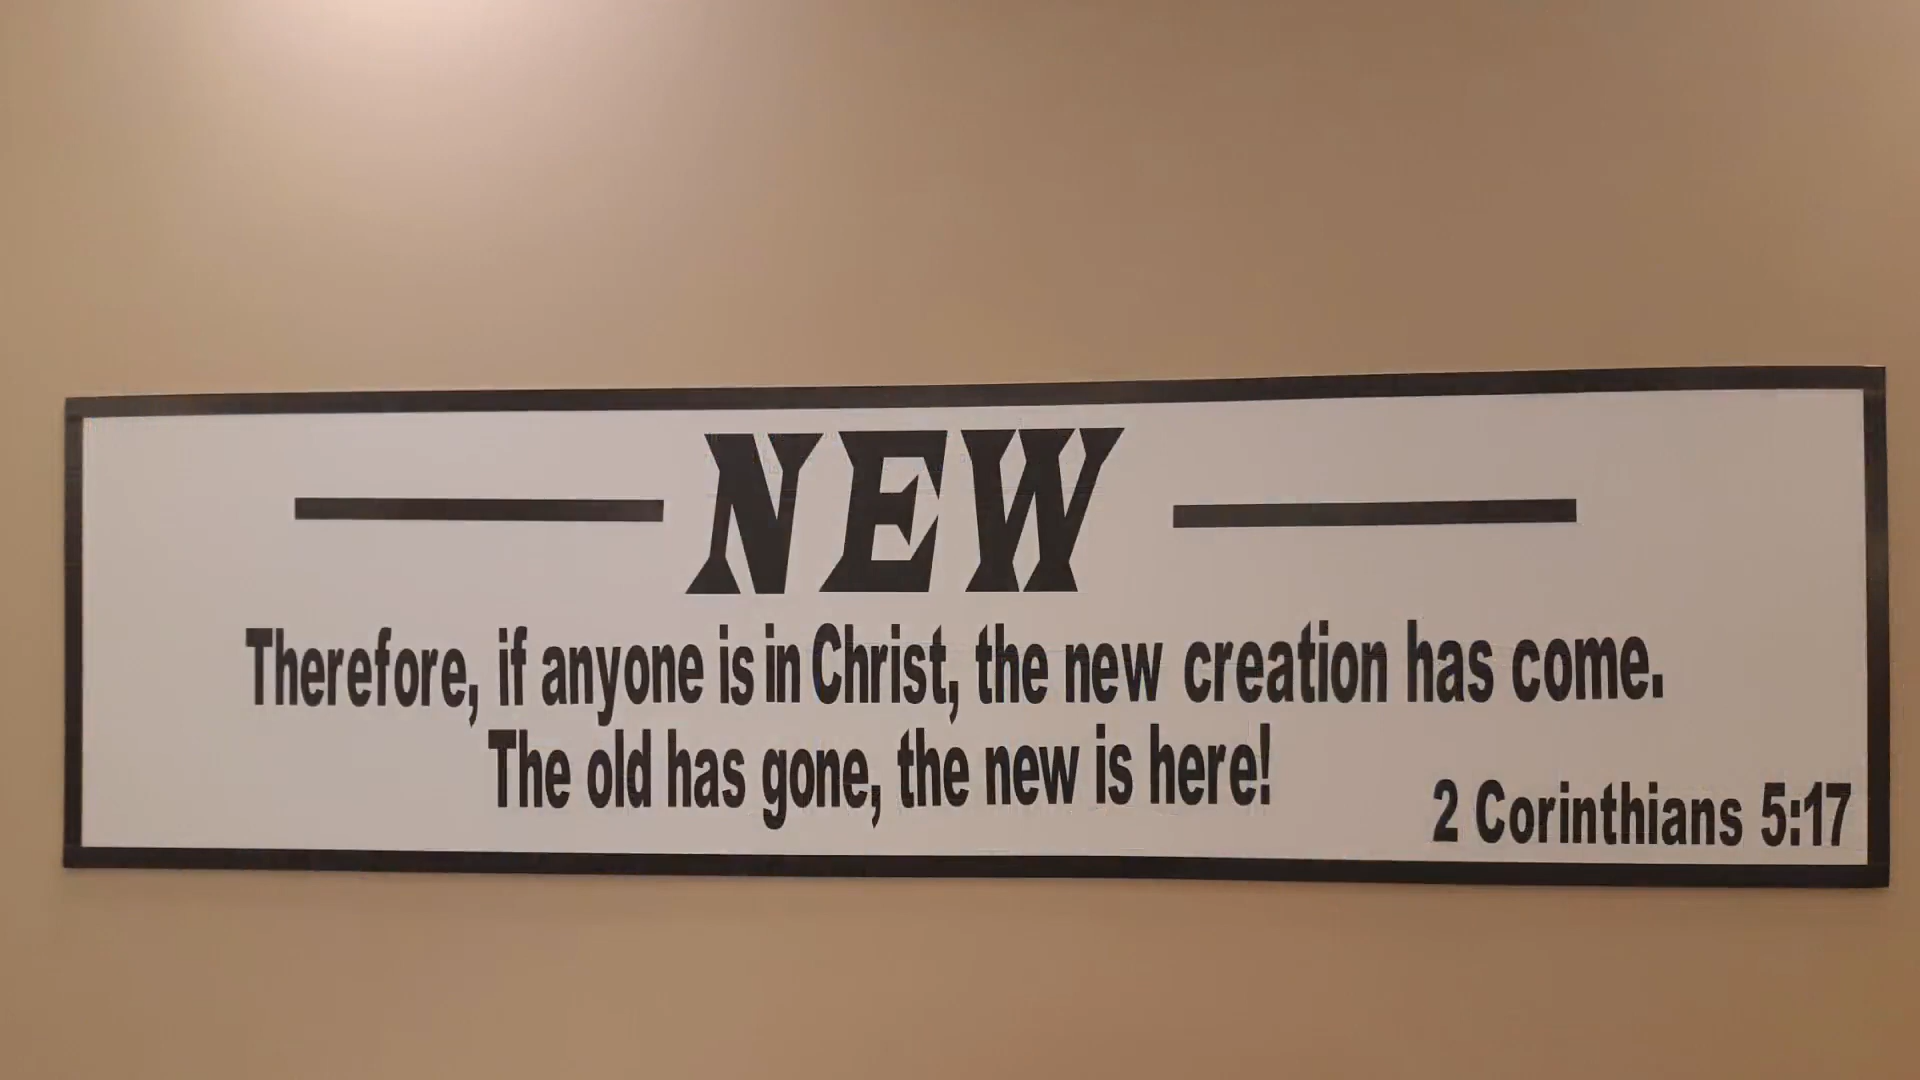 NEW
Therefore, if anyone is in Christ, the new creation has come.
The old has gone, the new is here!
2 Corinthians 5:17